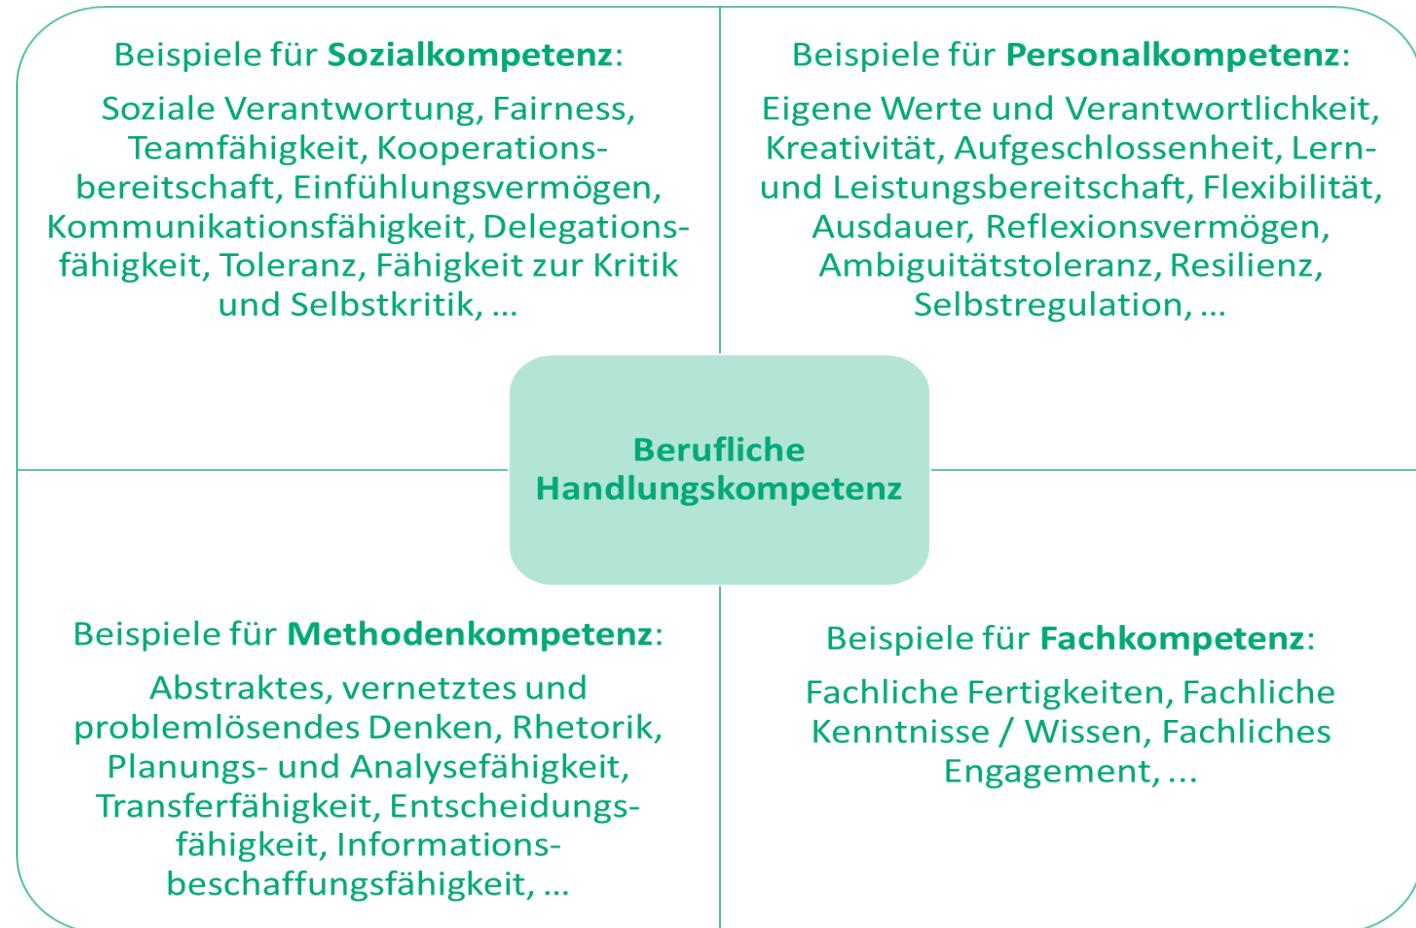 Beispiele für Sozialkompetenz:
Soziale Verantwortung, Fairness,
Teamfähigkeit, Kooperations-
bereitschaft, Einfühlungsvermögen,
Kommunikationsfähigkeit, Delegations-
fähigkeit, Toleranz, Fähigkeit zur Kritik
und Selbstkritik, ...
Beispiele für Personalkompetenz:
Eigene Werte und Verantwortlichkeit,
Kreativität, Aufgeschlossenheit, Lern-
und Leistungsbereitschaft, Flexibilität,
Ausdauer, Reflexionsvermögen,
Ambiguitätstoleranz, Resilienz,
Selbstregulation, ...
Berufliche
Handlungskompetenz
Beispiele für Methodenkompetenz:
Abstraktes, vernetztes und
problemlösendes Denken, Rhetorik,
Planungs- und Analysefähigkeit,
Transferfähigkeit, Entscheidungs-
fähigkeit, Informations-
beschaffungsfähigkeit, ...
Beispiele für Fachkompetenz:
Fachliche Fertigkeiten, Fachliche
Kenntnisse / Wissen, Fachliches
Engagement, ...